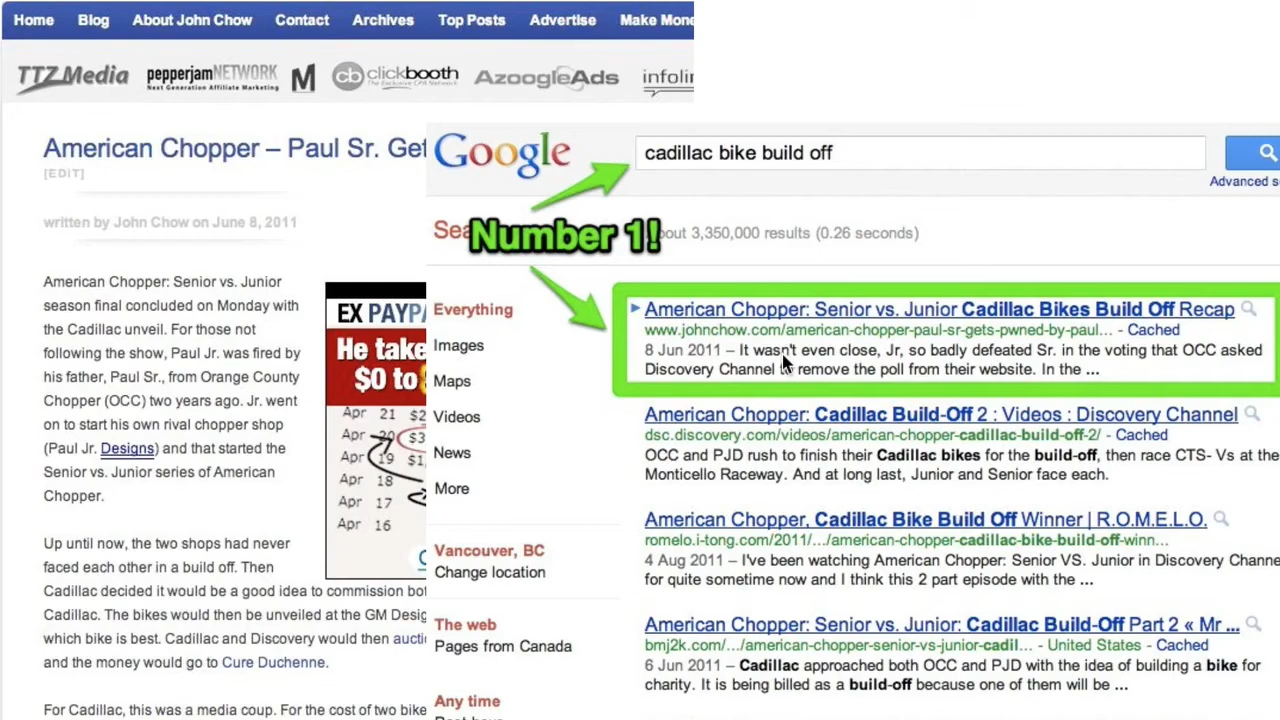 Home Blog About John Chow Contact Archives Top Posts Advertise Make Mone
TTZ Media pepperjam NETWORK M cb clickbooth AzoogleAds infolin
Next Generation Affiliate Marketing The Exclusive CPA Network
American Chopper – Paul Sr. Get
[EDIT]
written by John Chow on June 8, 2011
American Chopper: Senior vs. Junior
season final concluded on Monday with
the Cadillac unveil. For those not
following the show, Paul Jr. was fired by
his father, Paul Sr., from Orange County
Chopper (OCC) two years ago. Jr. went
on to start his own rival chopper shop
(Paul Jr. Designs) and that started the
Senior vs. Junior series of American
Chopper.
Up until now, the two shops had never
faced each other in a build off. Then
Cadillac decided it would be a good idea to commission bot
Cadillac. The bikes would then be unveiled at the GM Desig
which bike is best. Cadillac and Discovery would then aucti
and the money would go to Cure Duchenne.
For Cadillac, this was a media coup. For the cost of two bike
EX PAYPA
He take
$0 to
Apr 21 $2
Apr 20 $3
Apr 19 $1,
Apr 18
Apr 17
Apr 16
Google
cadillac bike build off
Advanced s
Number 1!
Sea
out 3,350,000 results (0.26 seconds)
Everything
Images
Maps
Videos
News
More
Vancouver, BC
Change location
The web
Pages from Canada
Any time
American Chopper: Senior vs. Junior Cadillac Bikes Build Off Recap
www.johnchow.com/american-chopper-paul-sr-gets-pwned-by-paul... - Cached
8 Jun 2011 – It wasn't even close, Jr, so badly defeated Sr. in the voting that OCC asked
Discovery Channel to remove the poll from their website. In the ...
American Chopper: Cadillac Build-Off 2 : Videos : Discovery Channel
dsc.discovery.com/videos/american-chopper-cadillac-build-off-2/ - Cached
OCC and PJD rush to finish their Cadillac bikes for the build-off, then race CTS- Vs at the
Monticello Raceway. And at long last, Junior and Senior face each.
American Chopper, Cadillac Bike Build Off Winner | R.O.M.E.L.O.
romelo.i-tong.com/2011/.../american-chopper-cadillac-bike-build-off-winn...
4 Aug 2011 – I've been watching American Chopper: Senior VS. Junior in Discovery Channe
for quite sometime now and I think this 2 part episode with the ...
American Chopper: Senior vs. Junior: Cadillac Build-Off Part 2 « Mr ...
bmj2k.com/.../american-chopper-senior-vs-junior-cadil... - United States - Cached
6 Jun 2011 – Cadillac approached both OCC and PJD with the idea of building a bike for
charity. It is being billed as a build-off because one of them will be ...